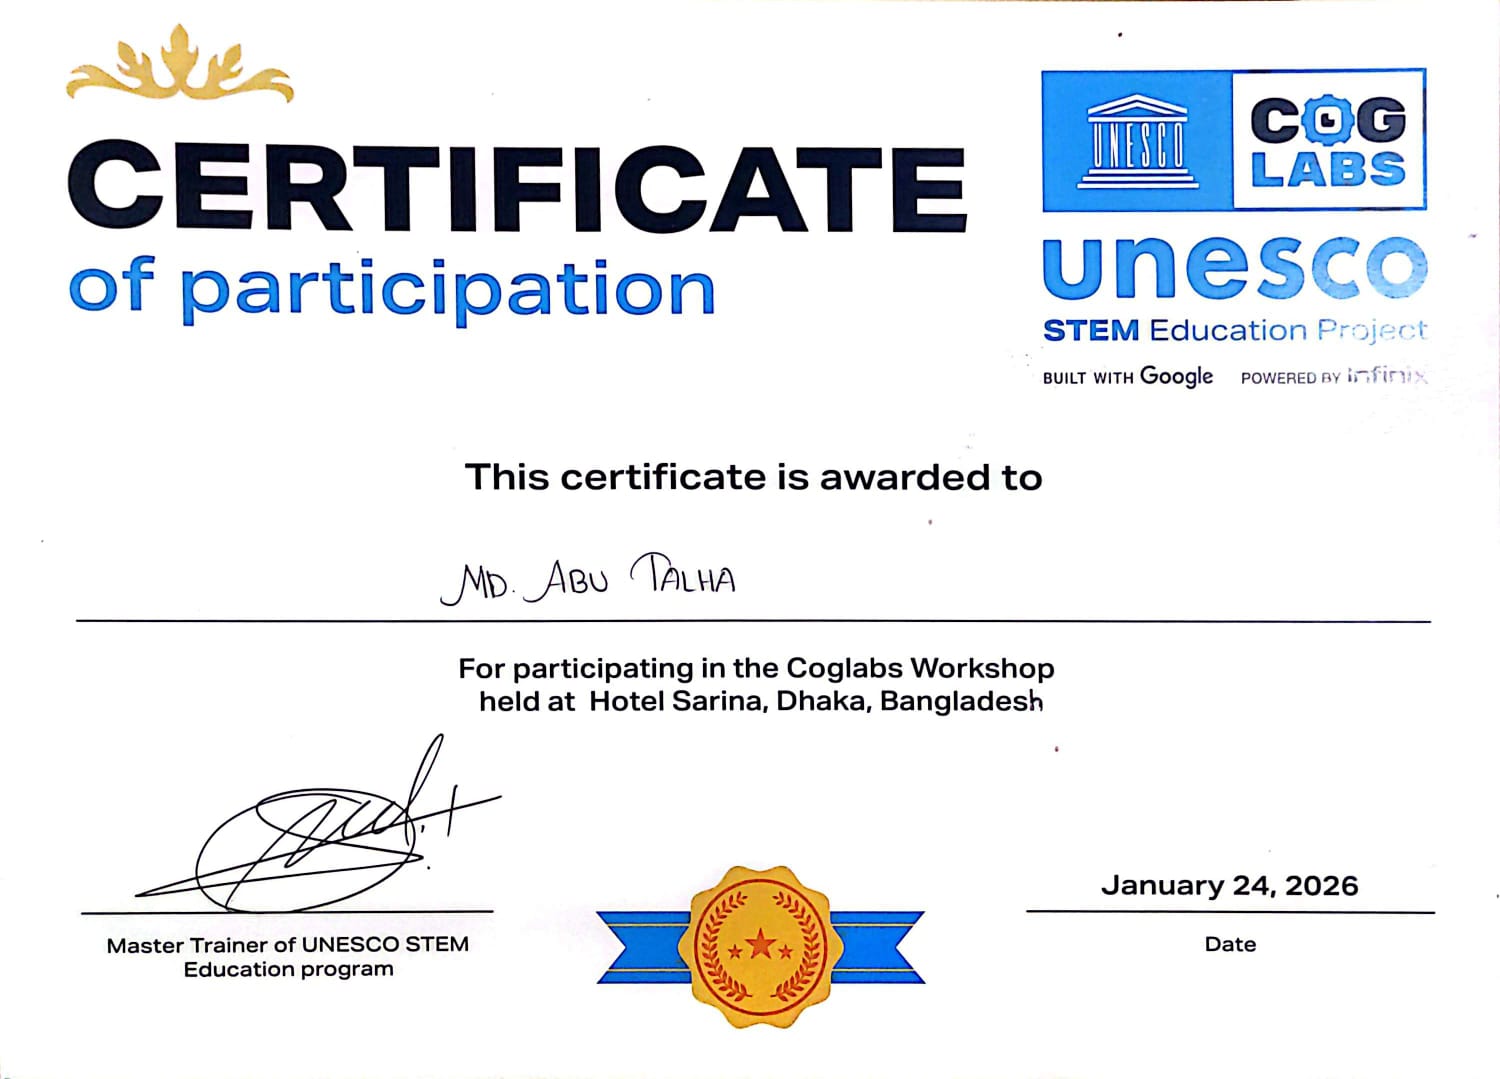 CERTIFICATE
of participation
UNESCO
COG
LABS
unesco
STEM Education Project
BUILT WITH Google POWERED BY Infinix
This certificate is awarded to
MD. ABU TALHA
For participating in the Coglabs Workshop
held at Hotel Sarina, Dhaka, Bangladesh
January 24, 2026
Master Trainer of UNESCO STEM
Education program
Date